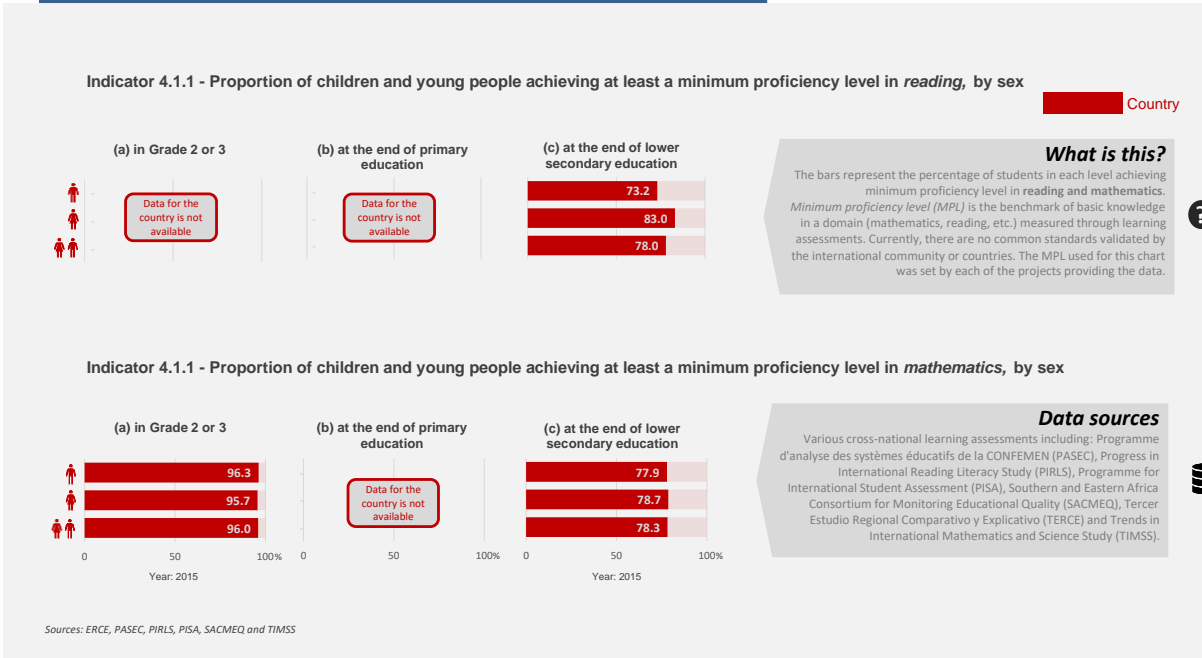 Indicator 4.1.1 - Proportion of children and young people achieving at least a minimum proficiency level in reading, by sex
Country
(a) in Grade 2 or 3
Data for the
country is not
available
(b) at the end of primary
education
Data for the
country is not
available
(c) at the end of lower
secondary education
73.2
83.0
78.0
What is this?
The bars represent the percentage of students in each level achieving
minimum proficiency level in reading and mathematics.
Minimum proficiency level (MPL) is the benchmark of basic knowledge
in a domain (mathematics, reading, etc.) measured through learning
assessments. Currently, there are no common standards validated by
the international community or countries. The MPL used for this chart
was set by each of the projects providing the data.
?
Indicator 4.1.1 - Proportion of children and young people achieving at least a minimum proficiency level in mathematics, by sex
(a) in Grade 2 or 3
96.3
95.7
96.0
0 50 100%
Year: 2015
(b) at the end of primary
education
Data for the
country is not
available
0 50 100%
(c) at the end of lower
secondary education
77.9
78.7
78.3
0 50 100%
Year: 2015
Data sources
Various cross-national learning assessments including: Programme
d'analyse des systèmes éducatifs de la CONFEMEN (PASEC), Progress in
International Reading Literacy Study (PIRLS), Programme for
International Student Assessment (PISA), Southern and Eastern Africa
Consortium for Monitoring Educational Quality (SACMEQ), Tercer
Estudio Regional Comparativo y Explicativo (TERCE) and Trends in
International Mathematics and Science Study (TIMSS).
Sources: ERCE, PASEC, PIRLS, PISA, SACMEQ and TIMSS